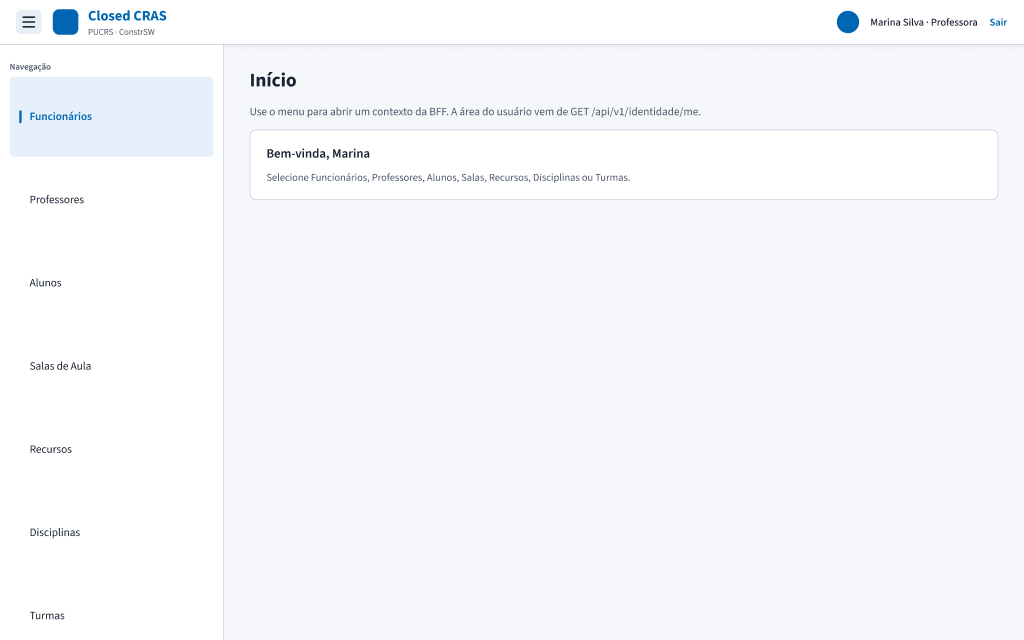 Closed CRAS
PUCRS · ConstrSW
Marina Silva · Professora
Sair
Navegação
Funcionários
Professores
Alunos
Salas de Aula
Recursos
Disciplinas
Turmas
Início
Use o menu para abrir um contexto da BFF. A área do usuário vem de GET /api/v1/identidade/me.
Bem-vinda, Marina
Selecione Funcionários, Professores, Alunos, Salas, Recursos, Disciplinas ou Turmas.